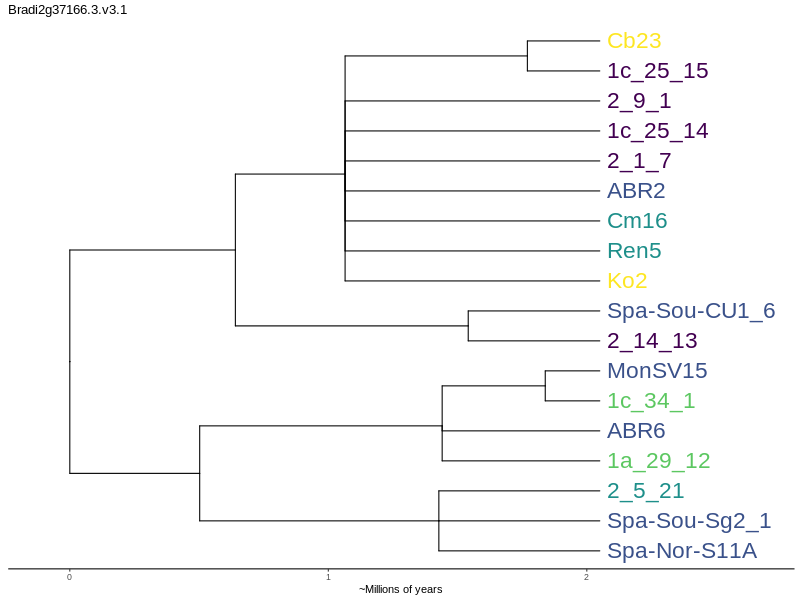 Bradi2g37166.3.v3.1
Cb23
1c_25_15
2_9_1
1c_25_14
2_1_7
ABR2
Cm16
Ren5
Ko2
Spa-Sou-CU1_6
2_14_13
MonSV15
1c_34_1
ABR6
1a_29_12
2_5_21
Spa-Sou-Sg2_1
Spa-Nor-S11A
0 1 2
~Millions of years